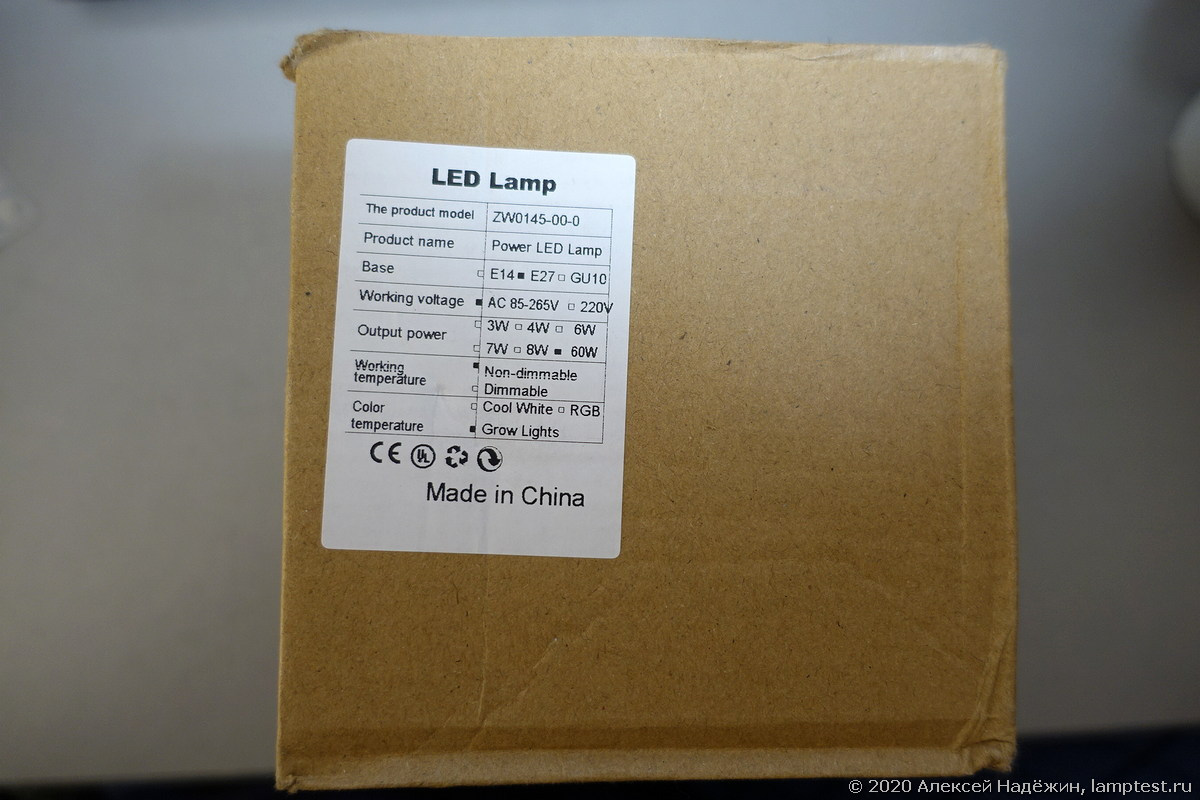 LED Lamp
The product model ZW0145-00-0
Product name Power LED Lamp
Base □ E14 ■ E27 □ GU10
Working voltage ■ AC 85-265V □ 220V
Output power □ 3W □ 4W □ 6W
□ 7W □ 8W ■ 60W
Working temperature ■ Non-dimmable
□ Dimmable
Color temperature □ Cool White □ RGB
■ Grow Lights
CE UL
Made in China
© 2020 Алексей Надёжин, lamptest.ru